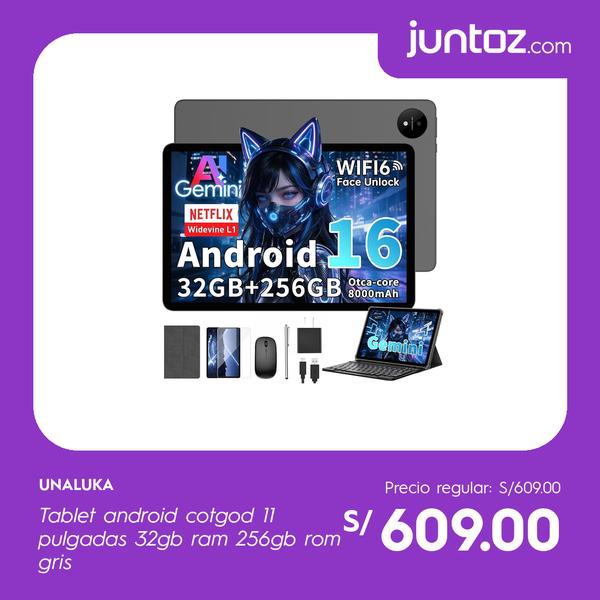 juntoz.com
AI
Gemini
WIFI6
Face Unlock
NETFLIX
Widevine L1
Android 16
32GB+256GB
Otca-core
8000mAh
Gemini
UNALUKA
Tablet android cotgod 11
pulgadas 32gb ram 256gb rom
gris
Precio regular: S/609.00
S/ 609.00